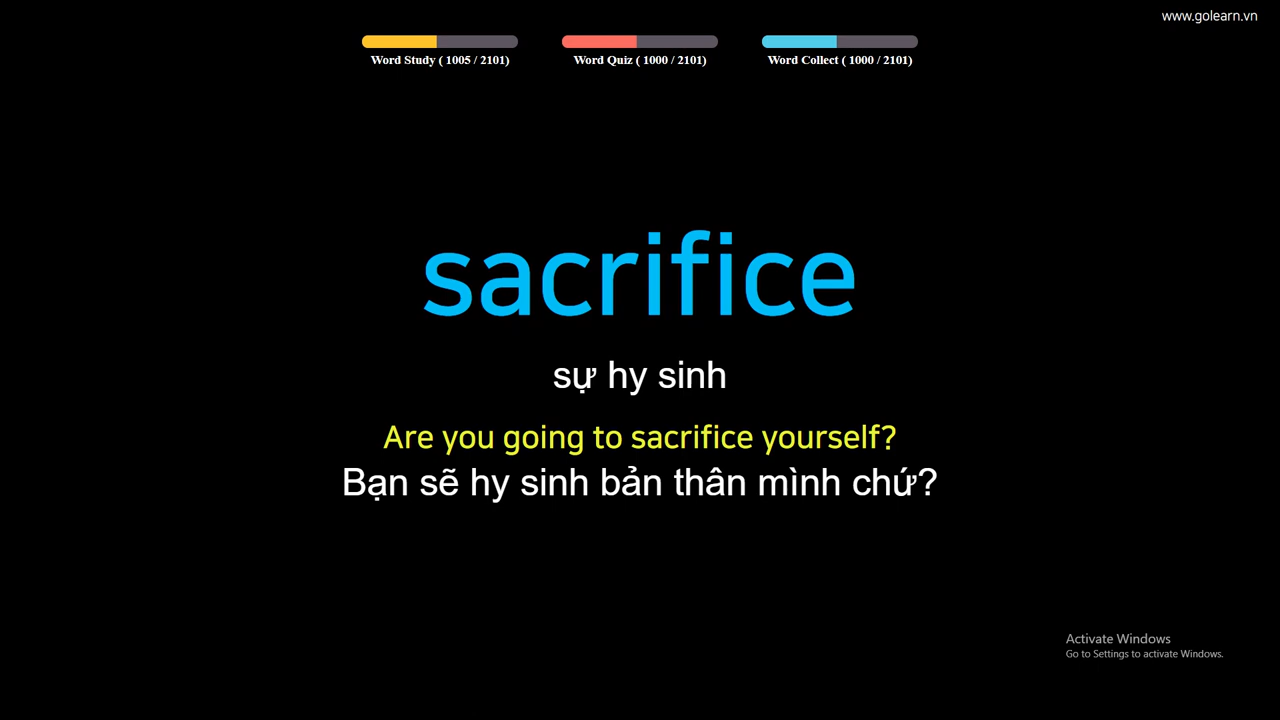 www.golearn.vn
Word Study ( 1005 / 2101)
Word Quiz ( 1000 / 2101)
Word Collect ( 1000 / 2101)
sacrifice
sự hy sinh
Are you going to sacrifice yourself?
Bạn sẽ hy sinh bản thân mình chứ?
Activate Windows
Go to Settings to activate Windows.